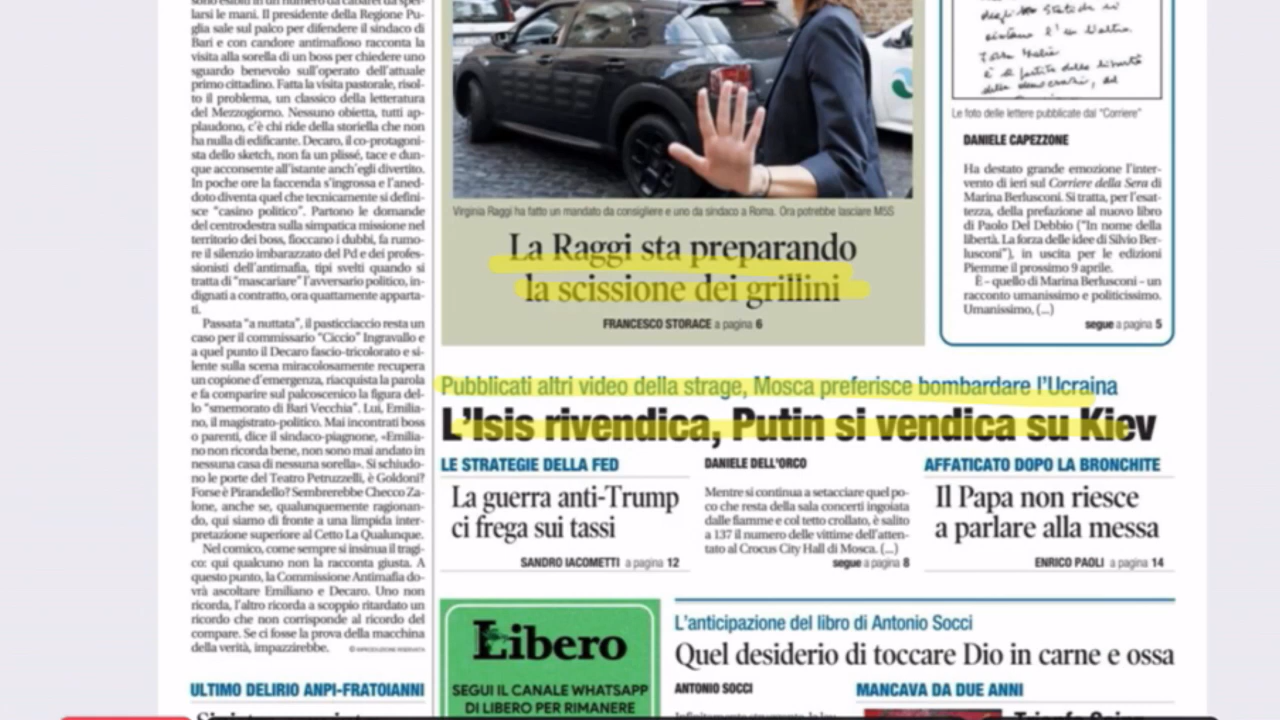 larsi le mani. Il presidente della Regione Pu-
glia sale sul palco per difendere il sindaco di
Bari e con candore antimafioso racconta la
visita alla sorella di un boss per chiedere uno
sguardo benevolo sull'operato dell'attuale
primo cittadino. Fatta la visita pastorale, risol-
to il problema, un classico della letteratura
del Mezzogiorno. Nessuno obietta, tutti ap-
plaudono, c'è chi ride della storiella che non
ha nulla di edificante. Decaro, il co-protagoni-
sta dello sketch, non fa un plissé, tace e dun-
que acconsente all'istante anch'egli divertito.
In poche ore la faccenda s'ingrossa e l'aned-
doto diventa quel che tecnicamente si defini-
sce "casino politico". Partono le domande
del centrodestra sulla simpatica missione nel
territorio dei boss, fioccano i dubbi, fa rumo-
re il silenzio imbarazzato del Pd e dei profes-
sionisti dell'antimafia, tipi svelti quando si
tratta di "mascariare" l'avversario politico, in-
dignati a contratto, ora quattamente apparta-
ti.
Passata "a nuttata", il pasticciaccio resta un
caso per il commissario "Ciccio" Ingravallo e
a quel punto il Decaro fascio-tricolorato e si-
lente sulla scena miracolosamente recupera
un copione d'emergenza, riacquista la parola
e fa comparire sul palcoscenico la figura del-
lo "smemorato di Bari Vecchia". Lui, Emilia-
no, il magistrato-politico. Mai incontrati boss
o parenti, dice il sindaco-piagnone, «Emilia-
no non ricorda bene, non sono mai andato in
nessuna casa di nessuna sorella». Si schiudo-
no le porte del Teatro Petruzzelli, è Goldoni?
Forse è Pirandello? Sembrerebbe Checco Za-
lone, anche se, qualunquemente ragionan-
do, qui siamo di fronte a una limpida inter-
pretazione superiore al Cetto La Qualunque.
Nel comico, come sempre si insinua il tragi-
co: qui qualcuno non la racconta giusta. A
questo punto, la Commissione Antimafia do-
vrà ascoltare Emiliano e Decaro. Uno non
ricorda, l'altro ricorda a scoppio ritardato un
ricordo che non corrisponde al ricordo del
compare. Se ci fosse la prova della macchina
della verità, impazzirebbe.
© RIPRODUZIONE RISERVATA
ULTIMO DELIRIO ANPI-FRATOIANNI
Virginia Raggi ha fatto un mandato da consigliere e uno da sindaco a Roma. Ora potrebbe lasciare M5S
La Raggi sta preparando
la scissione dei grillini
FRANCESCO STORACE a pagina 6
Le foto delle lettere pubblicate dal "Corriere"
DANIELE CAPEZZONE
Ha destato grande emozione l'inter-
vento di ieri sul Corriere della Sera di
Marina Berlusconi. Si tratta, per l'esat-
tezza, della prefazione al nuovo libro
di Paolo Del Debbio ("In nome della
libertà. La forza delle idee di Silvio Ber-
lusconi"), in uscita per le edizioni
Piemme il prossimo 9 aprile.
È - quello di Marina Berlusconi - un
racconto umanissimo e politicissimo.
Umanissimo, (...)
segue a pagina 5
Pubblicati altri video della strage, Mosca preferisce bombardare l'Ucraina
L'Isis rivendica, Putin si vendica su Kiev
LE STRATEGIE DELLA FED
La guerra anti-Trump
ci frega sui tassi
SANDRO IACOMETTI a pagina 12
DANIELE DELL'ORCO
Mentre si continua a setacciare quel po-
co che resta della sala concerti ingoiata
dalle fiamme e col tetto crollato, è salito
a 137 il numero delle vittime dell'atten-
tato al Crocus City Hall di Mosca. (...)
segue a pagina 8
AFFATICATO DOPO LA BRONCHITE
Il Papa non riesce
a parlare alla messa
ENRICO PAOLI a pagina 14
Libero
SEGUI IL CANALE WHATSAPP
DI LIBERO PER RIMANERE
L'anticipazione del libro di Antonio Socci
Quel desiderio di toccare Dio in carne e ossa
ANTONIO SOCCI
MANCAVA DA DUE ANNI